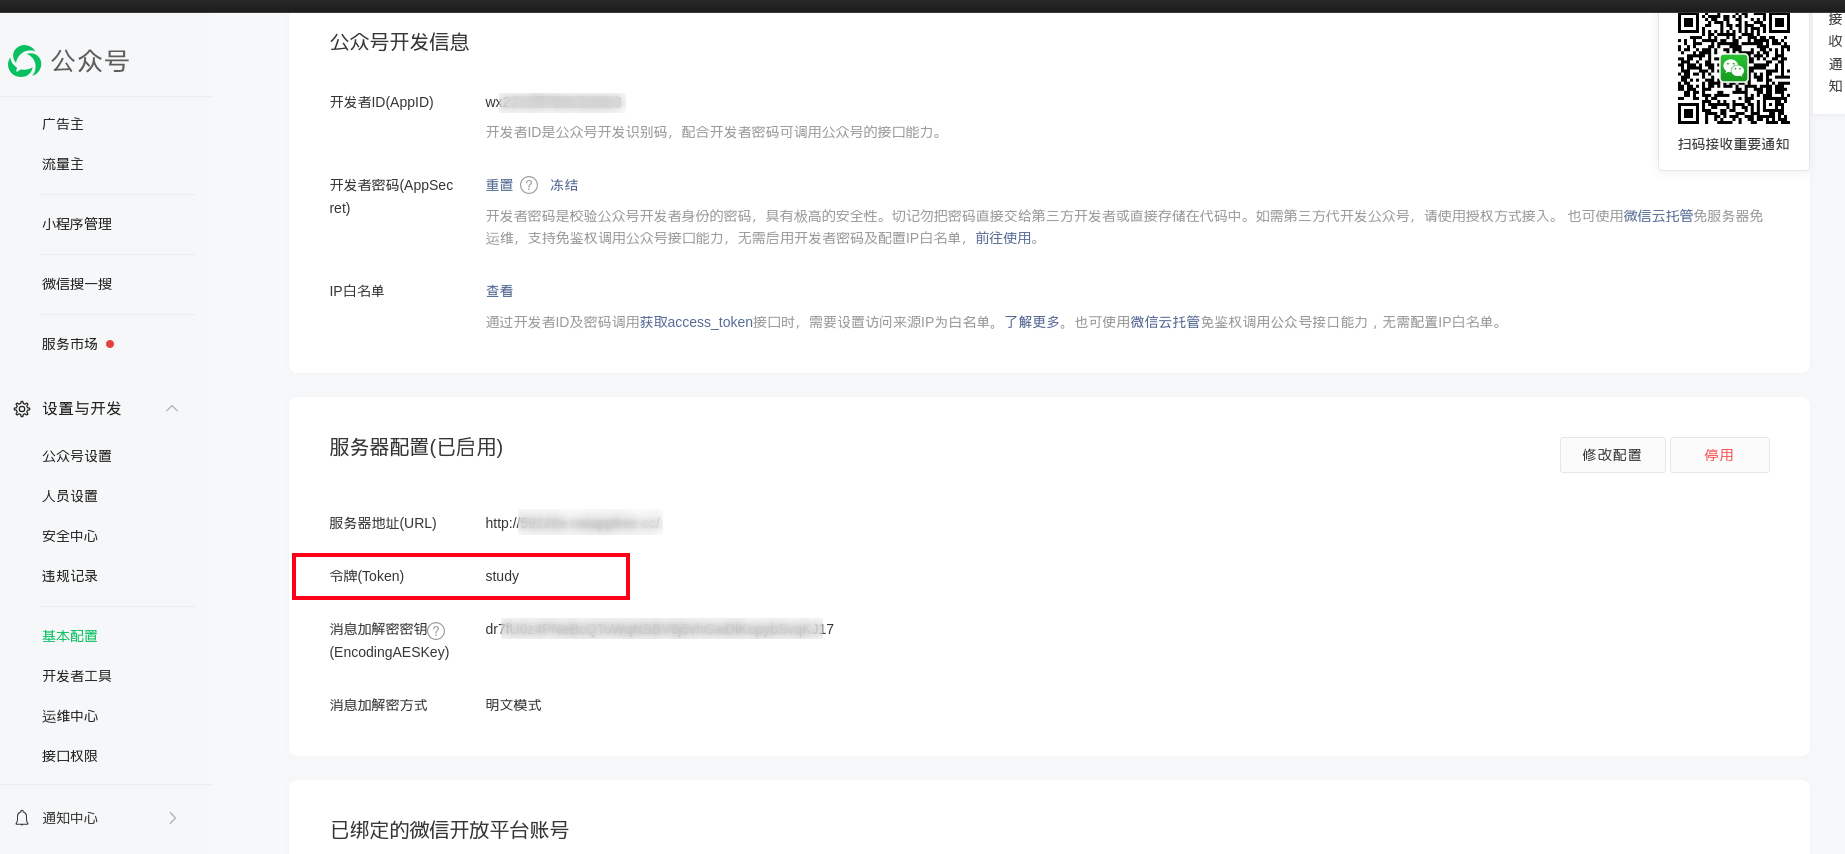 公众号
广告主
流量主
小程序管理
微信搜一搜
服务市场
设置与开发
公众号设置
人员设置
安全中心
违规记录
基本配置
开发者工具
运维中心
接口权限
通知中心
公众号开发信息
开发者ID(AppID) wx
开发者ID是公众号开发识别码，配合开发者密码可调用公众号的接口能力。
开发者密码(AppSec
ret)
重置 ? 冻结
开发者密码是校验公众号开发者身份的密码，具有极高的安全性。切记勿把密码直接交给第三方开发者或直接存储在代码中。如需第三方代开发公众号，请使用授权方式接入。 也可使用微信云托管免服务器免
运维，支持免鉴权调用公众号接口能力，无需启用开发者密码及配置IP白名单，前往使用。
IP白名单 查看
通过开发者ID及密码调用获取access_token接口时，需要设置访问来源IP为白名单。了解更多。也可使用微信云托管免鉴权调用公众号接口能力，无需配置IP白名单。
服务器配置(已启用)
修改配置 停用
服务器地址(URL) http://
令牌(Token) study
消息加解密密钥 ?
(EncodingAESKey)
dr7 17
消息加解密方式 明文模式
已绑定的微信开放平台账号
扫码接收重要通知
接
收
通
知